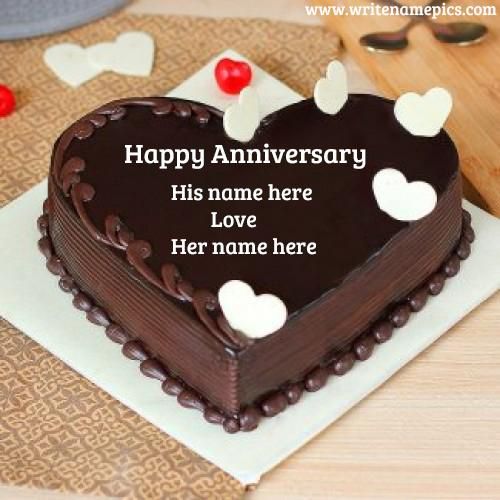 www.writenamepics.com
Happy Anniversary
His name here
Love
Her name here